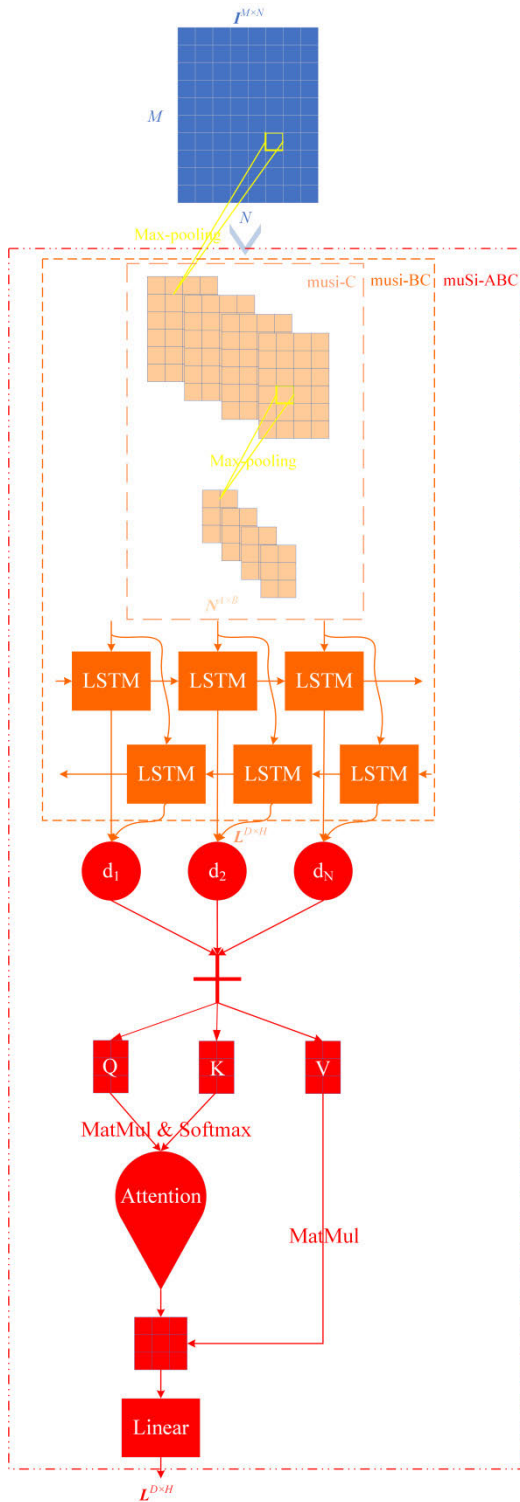 I^{M×N}
M
N
Max-pooling
musi-C musi-BC muSi-ABC
Max-pooling
LSTM LSTM LSTM
LSTM LSTM LSTM
L^{D×H}
d₁ d₂ d_N
Q K V
MatMul & Softmax
Attention
MatMul
Linear
L^{D×H}